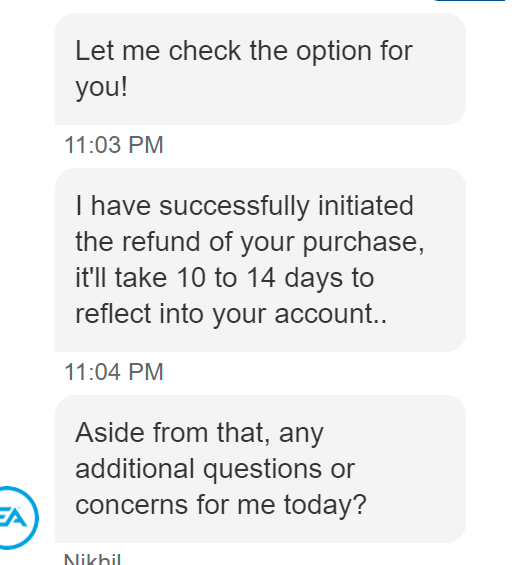 Let me check the option for
you!
11:03 PM
I have successfully initiated
the refund of your purchase,
it'll take 10 to 14 days to
reflect into your account..
11:04 PM
Aside from that, any
additional questions or
concerns for me today?
EA
Nikhil